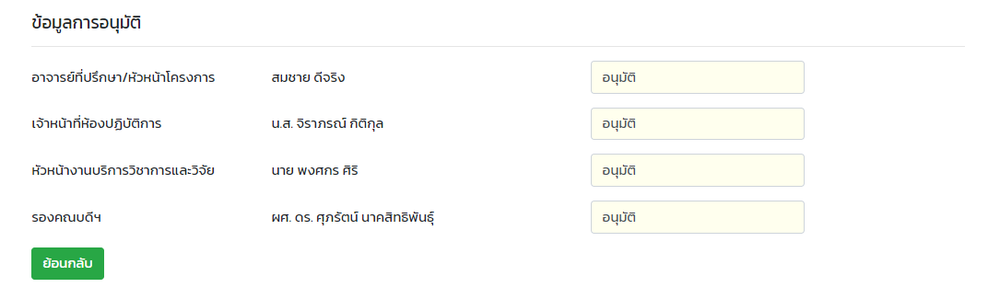 ข้อมูลการอนุมัติ
อาจารย์ที่ปรึกษา/หัวหน้าโครงการ สมชาย ดีจริง อนุมัติ
เจ้าหน้าที่ห้องปฏิบัติการ น.ส. จิราภรณ์ กิติกุล อนุมัติ
หัวหน้างานบริการวิชาการและวิจัย นาย พงศกร ศิริ อนุมัติ
รองคณบดีฯ ผศ. ดร. ศุภรัตน์ นาคสิทธิพันธุ์ อนุมัติ
ย้อนกลับ